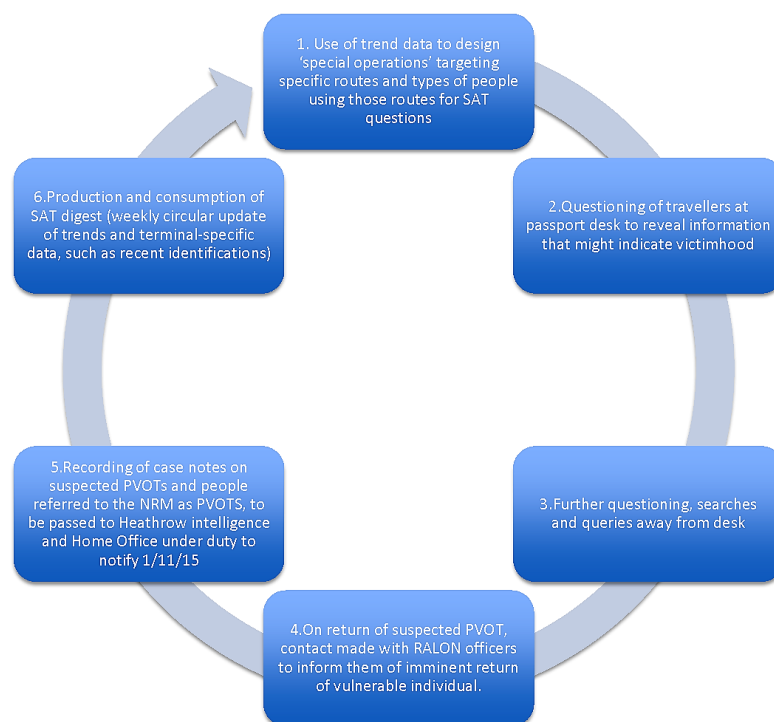 1. Use of trend data to design
‘special operations’ targeting
specific routes and types of people
using those routes for SAT
questions
2.Questioning of travellers at
passport desk to reveal information
that might indicate victimhood
3.Further questioning, searches
and queries away from desk
4.On return of suspected PVOT,
contact made with RALON officers
to inform them of imminent return
of vulnerable individual.
5.Recording of case notes on
suspected PVOTs and people
referred to the NRM as PVOTS, to
be passed to Heathrow intelligence
and Home Office under duty to
notify 1/11/15
6.Production and consumption of
SAT digest (weekly circular update
of trends and terminal-specific
data, such as recent identifications)